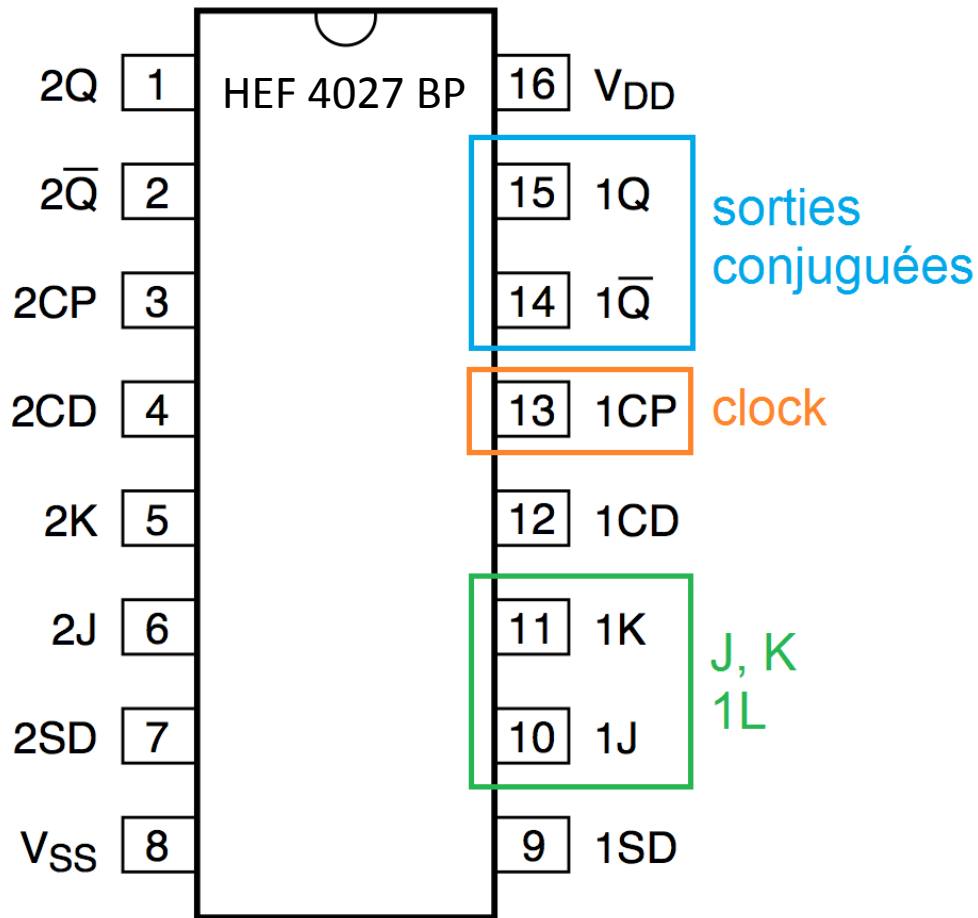 HEF 4027 BP
2Q 1
2Q̅ 2
2CP 3
2CD 4
2K 5
2J 6
2SD 7
VSS 8
16 VDD
15 1Q
14 1Q̅
sorties
conjuguées
13 1CP clock
12 1CD
11 1K
10 1J
J, K
1L
9 1SD